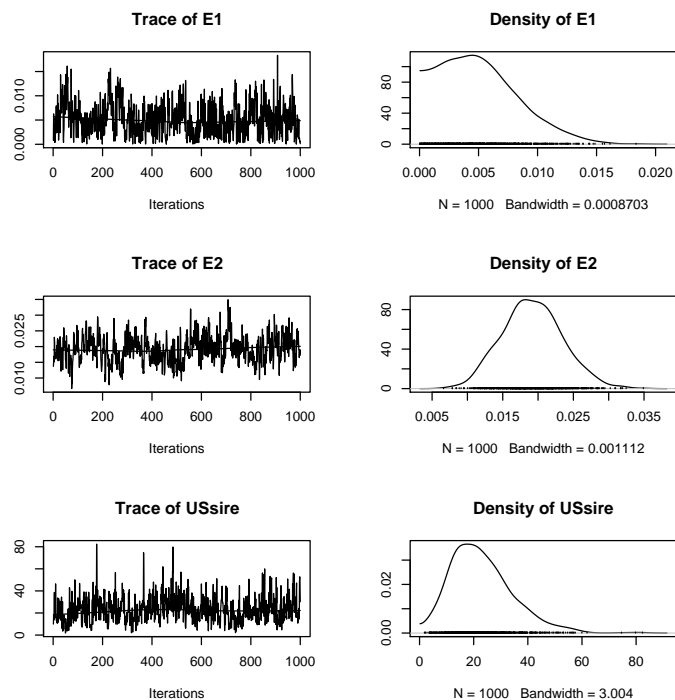 Trace of E1
Density of E1
0.000 0.010
0 40 80
0 200 400 600 800 1000
0.000 0.005 0.010 0.015 0.020
Iterations
N = 1000 Bandwidth = 0.0008703
Trace of E2
Density of E2
0.010 0.025
0 40 80
0 200 400 600 800 1000
0.005 0.015 0.025 0.035
Iterations
N = 1000 Bandwidth = 0.001112
Trace of USsire
Density of USsire
0 40 80
0.00 0.02
0 200 400 600 800 1000
0 20 40 60 80
Iterations
N = 1000 Bandwidth = 3.004